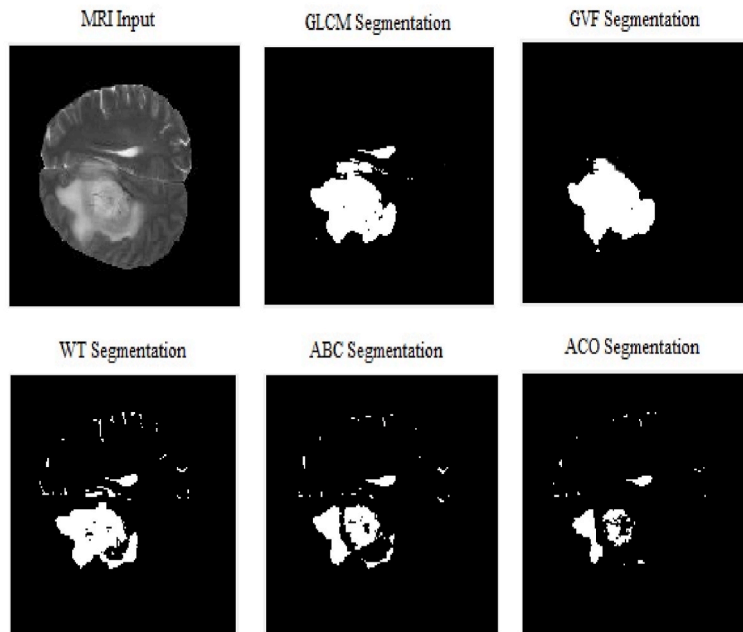 MRI Input
GLCM Segmentation
GVF Segmentation
WT Segmentation
ABC Segmentation
ACO Segmentation